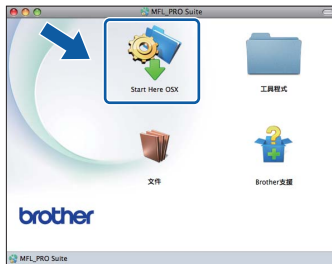 MFL_PRO Suite
Start Here OSX
工具程式
文件
Brother支援
brother
MFL_PRO Suite